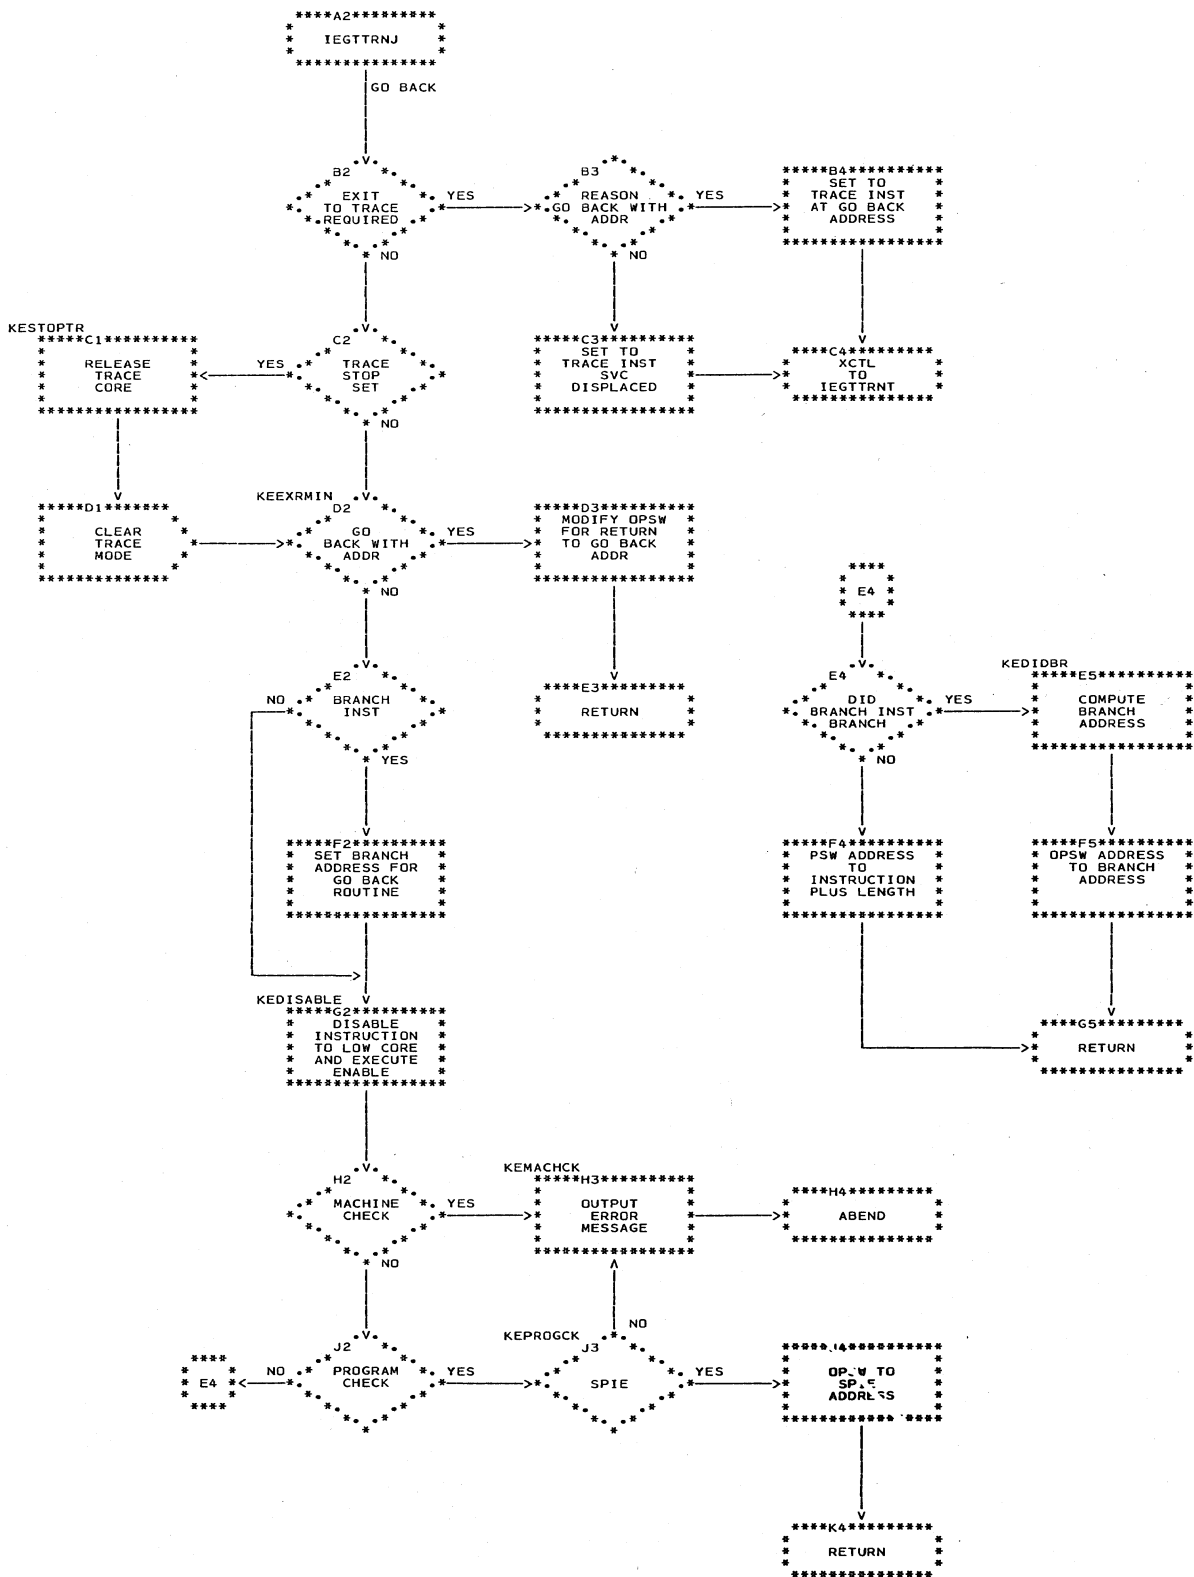 A2
IEGTTRNJ
GO BACK
B2
EXIT
TO TRACE
REQUIRED
YES
NO
B3
REASON
GO BACK WITH
ADDR
YES
NO
B4
SET TO
TRACE INST
AT GO BACK
ADDRESS
KESTOPTR
C1
RELEASE
TRACE
CORE
YES
C2
TRACE
STOP
SET
NO
C3
SET TO
TRACE INST
SVC
DISPLACED
C4
XCTL
TO
IEGTTRNT
D1
CLEAR
TRACE
MODE
KEEXRMIN
D2
GO
BACK WITH
ADDR
YES
NO
D3
MODIFY OPSW
FOR RETURN
TO GO BACK
ADDR
E4
NO
E2
BRANCH
INST
YES
E3
RETURN
E4
DID
BRANCH INST
BRANCH
YES
NO
KEDIDBR
E5
COMPUTE
BRANCH
ADDRESS
F2
SET BRANCH
ADDRESS FOR
GO BACK
ROUTINE
F4
PSW ADDRESS
TO
INSTRUCTION
PLUS LENGTH
F5
OPSW ADDRESS
TO BRANCH
ADDRESS
KEDISABLE
G2
DISABLE
INSTRUCTION
TO LOW CORE
AND EXECUTE
ENABLE
G5
RETURN
H2
MACHINE
CHECK
YES
NO
KEMACHCK
H3
OUTPUT
ERROR
MESSAGE
H4
ABEND
E4
NO
J2
PROGRAM
CHECK
YES
KEPROGCK
NO
J3
SPIE
YES
J4
OPSW TO
SPIE
ADDRESS
K4
RETURN